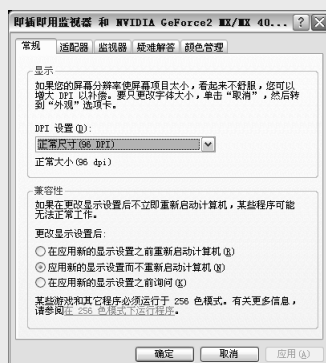 即插即用监视器 和 NVIDIA GeForce2 MX/MX 40...
常规 适配器 监视器 疑难解答 颜色管理
显示
如果您的屏幕分辨率使屏幕项目太小，看起来不舒服，您可以
增大 DPI 以补偿。要只更改字体大小，单击“取消”，然后转
到“外观”选项卡。
DPI 设置(D):
正常尺寸(96 DPI)
正常大小(96 dpi)
兼容性
如果在更改显示设置后不立即重新启动计算机，某些程序可能
无法正常工作。
更改显示设置后:
在应用新的显示设置之前重新启动计算机(R)
应用新的显示设置而不重新启动计算机(N)
在应用新的显示设置之前询问(K)
某些游戏和其它程序必须运行于 256 色模式。有关更多信息，
请参阅在 256 色模式下运行程序。
确定 取消 应用(A)